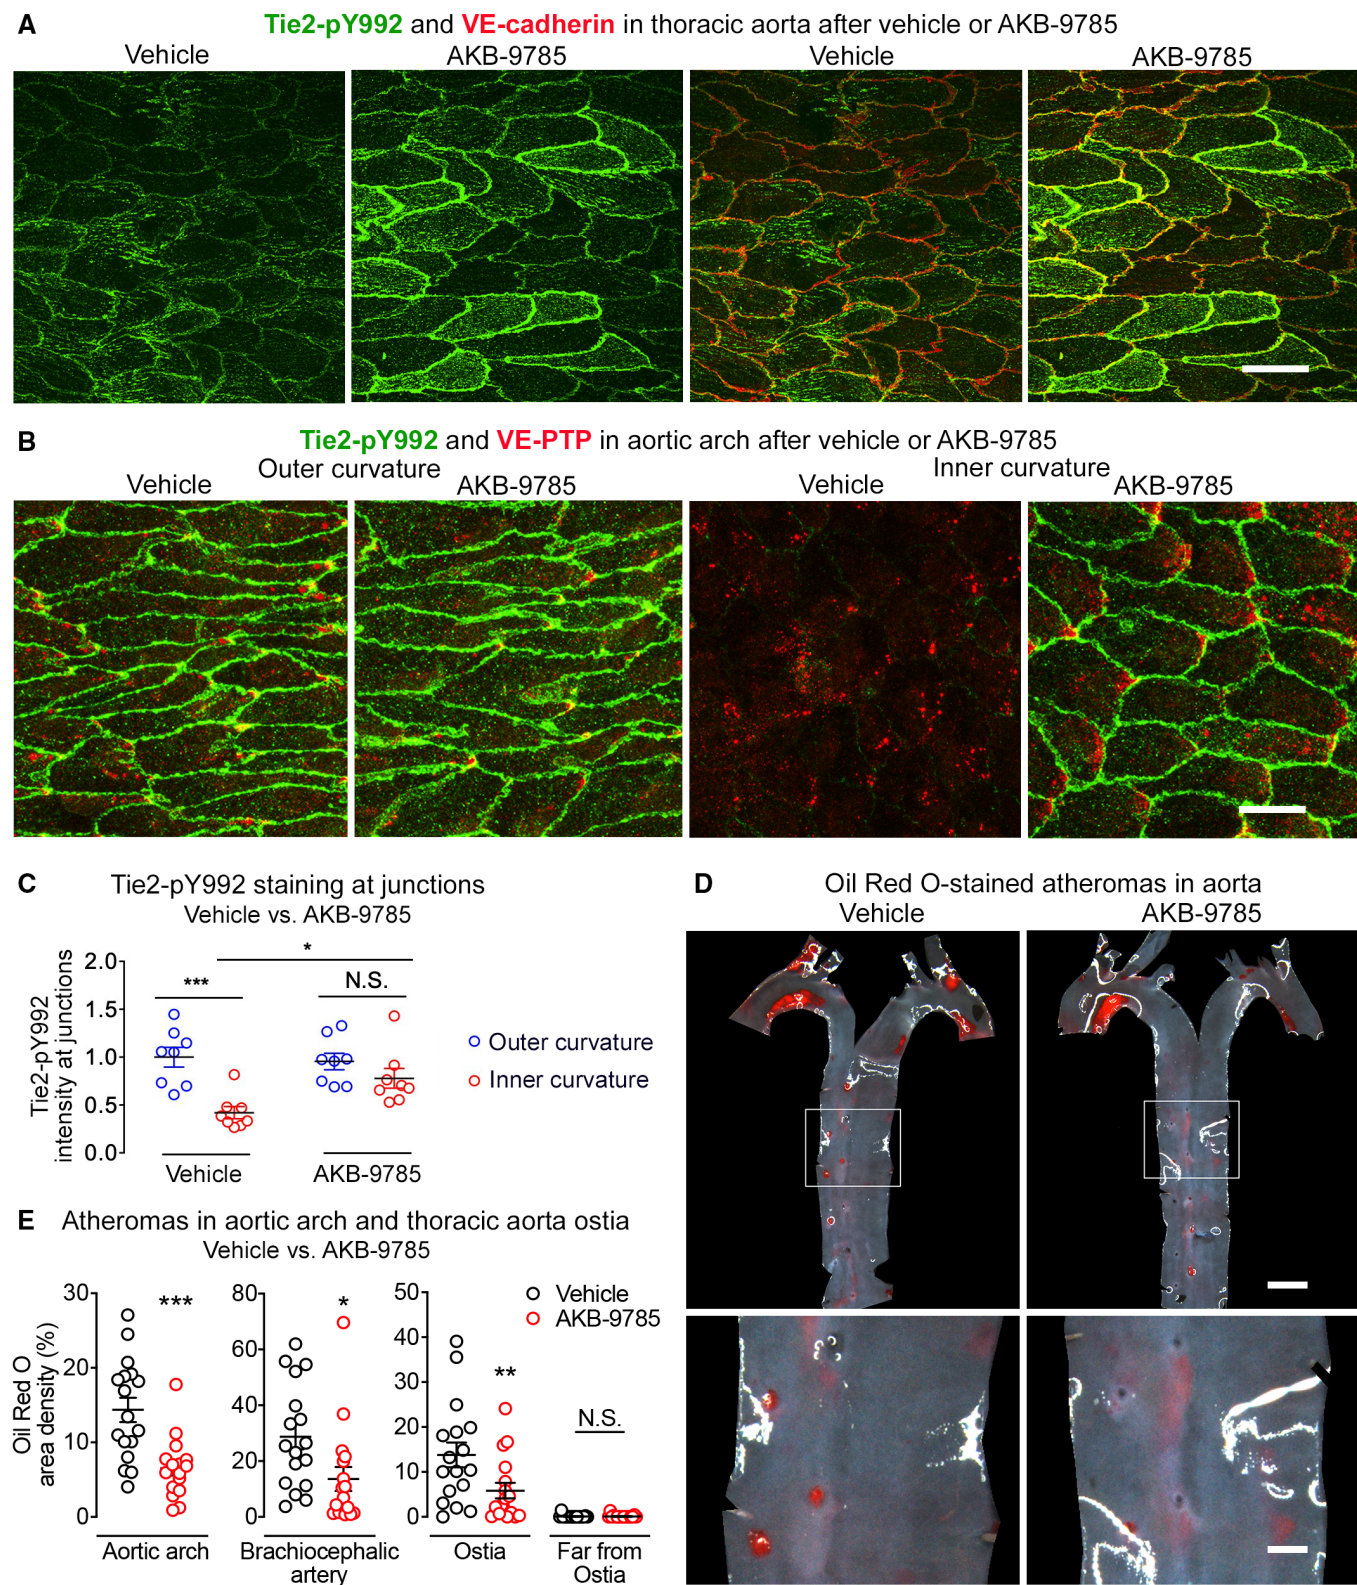 A
Tie2-pY992 and VE-cadherin in thoracic aorta after vehicle or AKB-9785
Vehicle
AKB-9785
Vehicle
AKB-9785
B
Tie2-pY992 and VE-PTP in aortic arch after vehicle or AKB-9785
Outer curvature
Inner curvature
Vehicle
AKB-9785
Vehicle
AKB-9785
C
Tie2-pY992 staining at junctions
Vehicle vs. AKB-9785
Tie2-pY992
intensity at junctions
2.0
1.5
1.0
0.5
0.0
***
*
N.S.
Outer curvature
Inner curvature
Vehicle
AKB-9785
D
Oil Red O-stained atheromas in aorta
Vehicle
AKB-9785
E
Atheromas in aortic arch and thoracic aorta ostia
Vehicle vs. AKB-9785
Oil Red O
area density (%)
30
20
10
0
***
Aortic arch
80
60
40
20
0
*
Brachiocephalic
artery
50
40
30
20
10
0
**
Ostia
N.S.
Far from
Ostia
Vehicle
AKB-9785